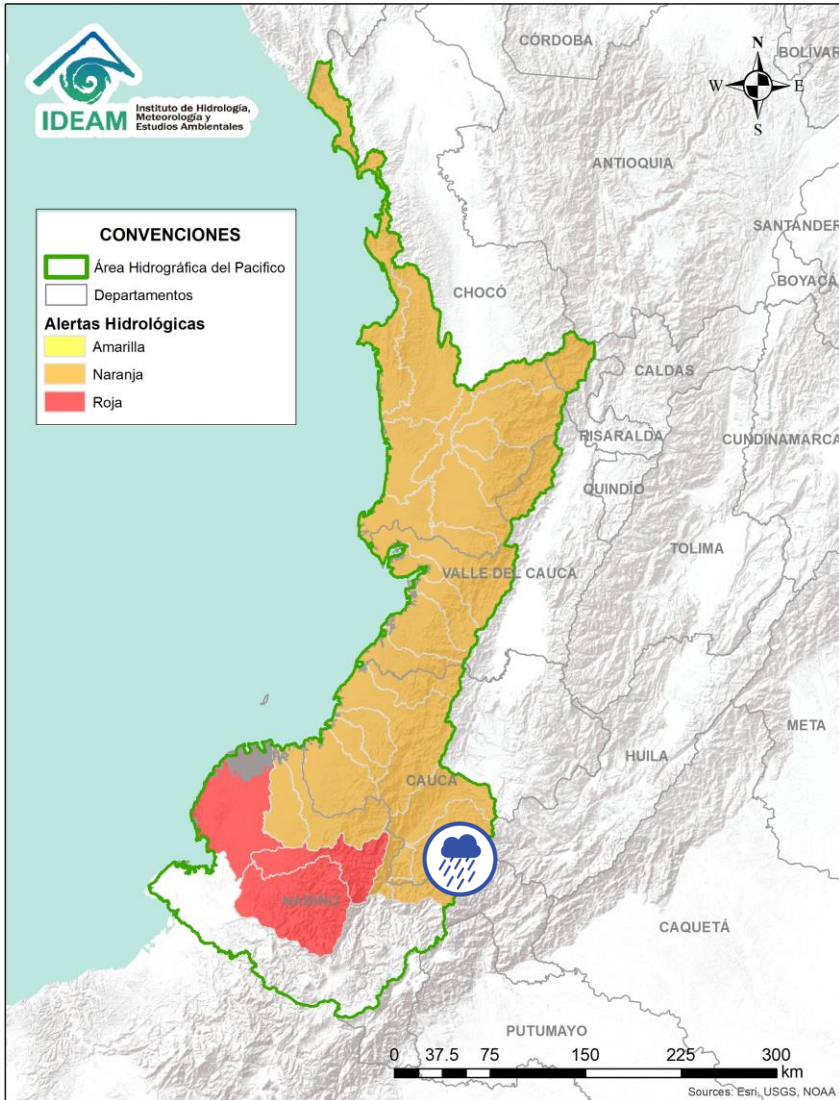 CÓRDOBA
BOLÍVAR
N
W
E
S
IDEAM
Instituto de Hidrología,
Meteorología y
Estudios Ambientales
ANTIOQUIA
SANTANDER
BOYACÁ
CONVENCIONES
Área Hidrográfica del Pacifico
Departamentos
Alertas Hidrológicas
Amarilla
Naranja
Roja
CHOCÓ
CALDAS
RISARALDA
CUNDINAMARCA
QUINDÍO
TOLIMA
VALLE DEL CAUCA
META
HUILA
CAUCA
NARIÑO
CAQUETÁ
PUTUMAYO
0 37.5 75 150 225 300
km
Sources: Esri, USGS, NOAA